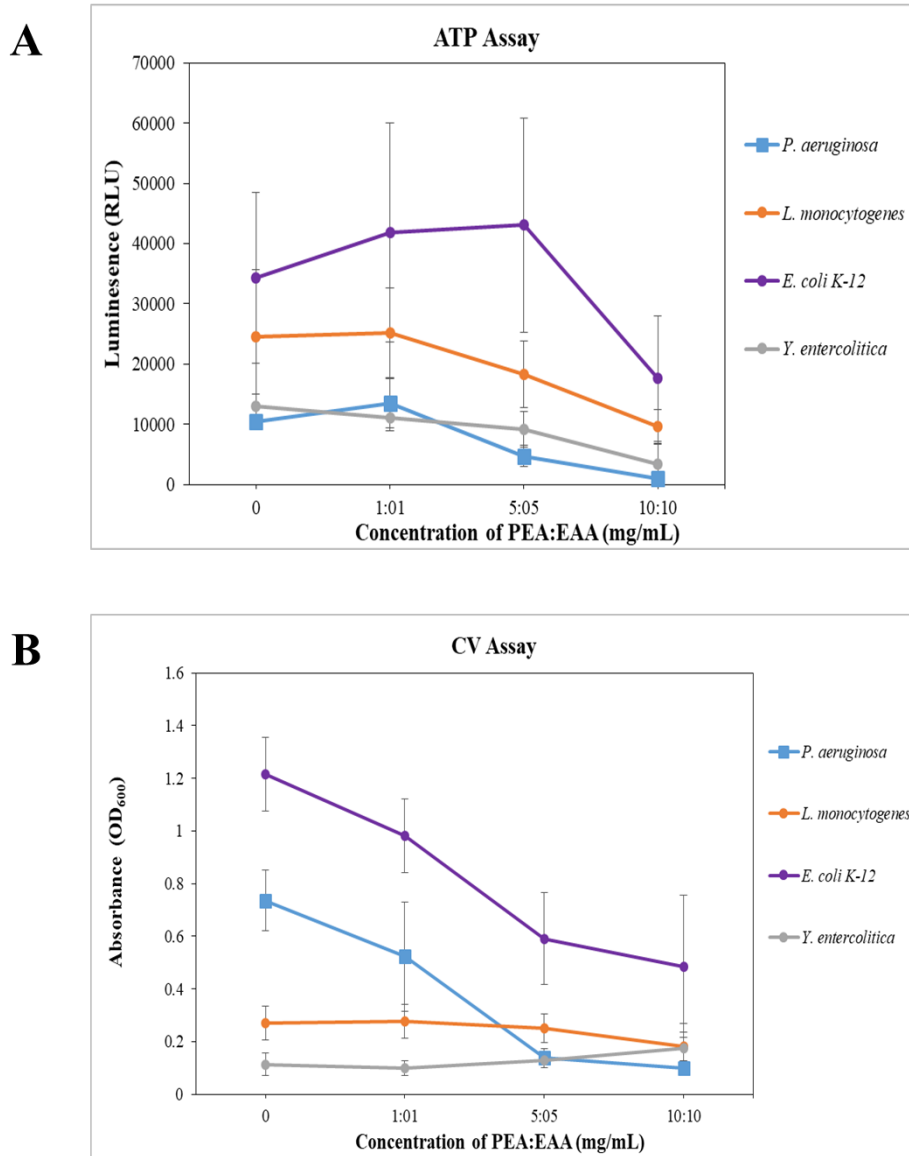 A
ATP Assay
70000
60000
50000
40000
30000
20000
10000
0
Luminesence (RLU)
0 1:01 5:05 10:10
Concentration of PEA:EAA (mg/mL)
P. aeruginosa
L. monocytogenes
E. coli K-12
Y. entercolitica
B
CV Assay
1.6
1.4
1.2
1
0.8
0.6
0.4
0.2
0
Absorbance (OD600)
0 1:01 5:05 10:10
Concentration of PEA:EAA (mg/mL)
P. aeruginosa
L. monocytogenes
E. coli K-12
Y. entercolitica